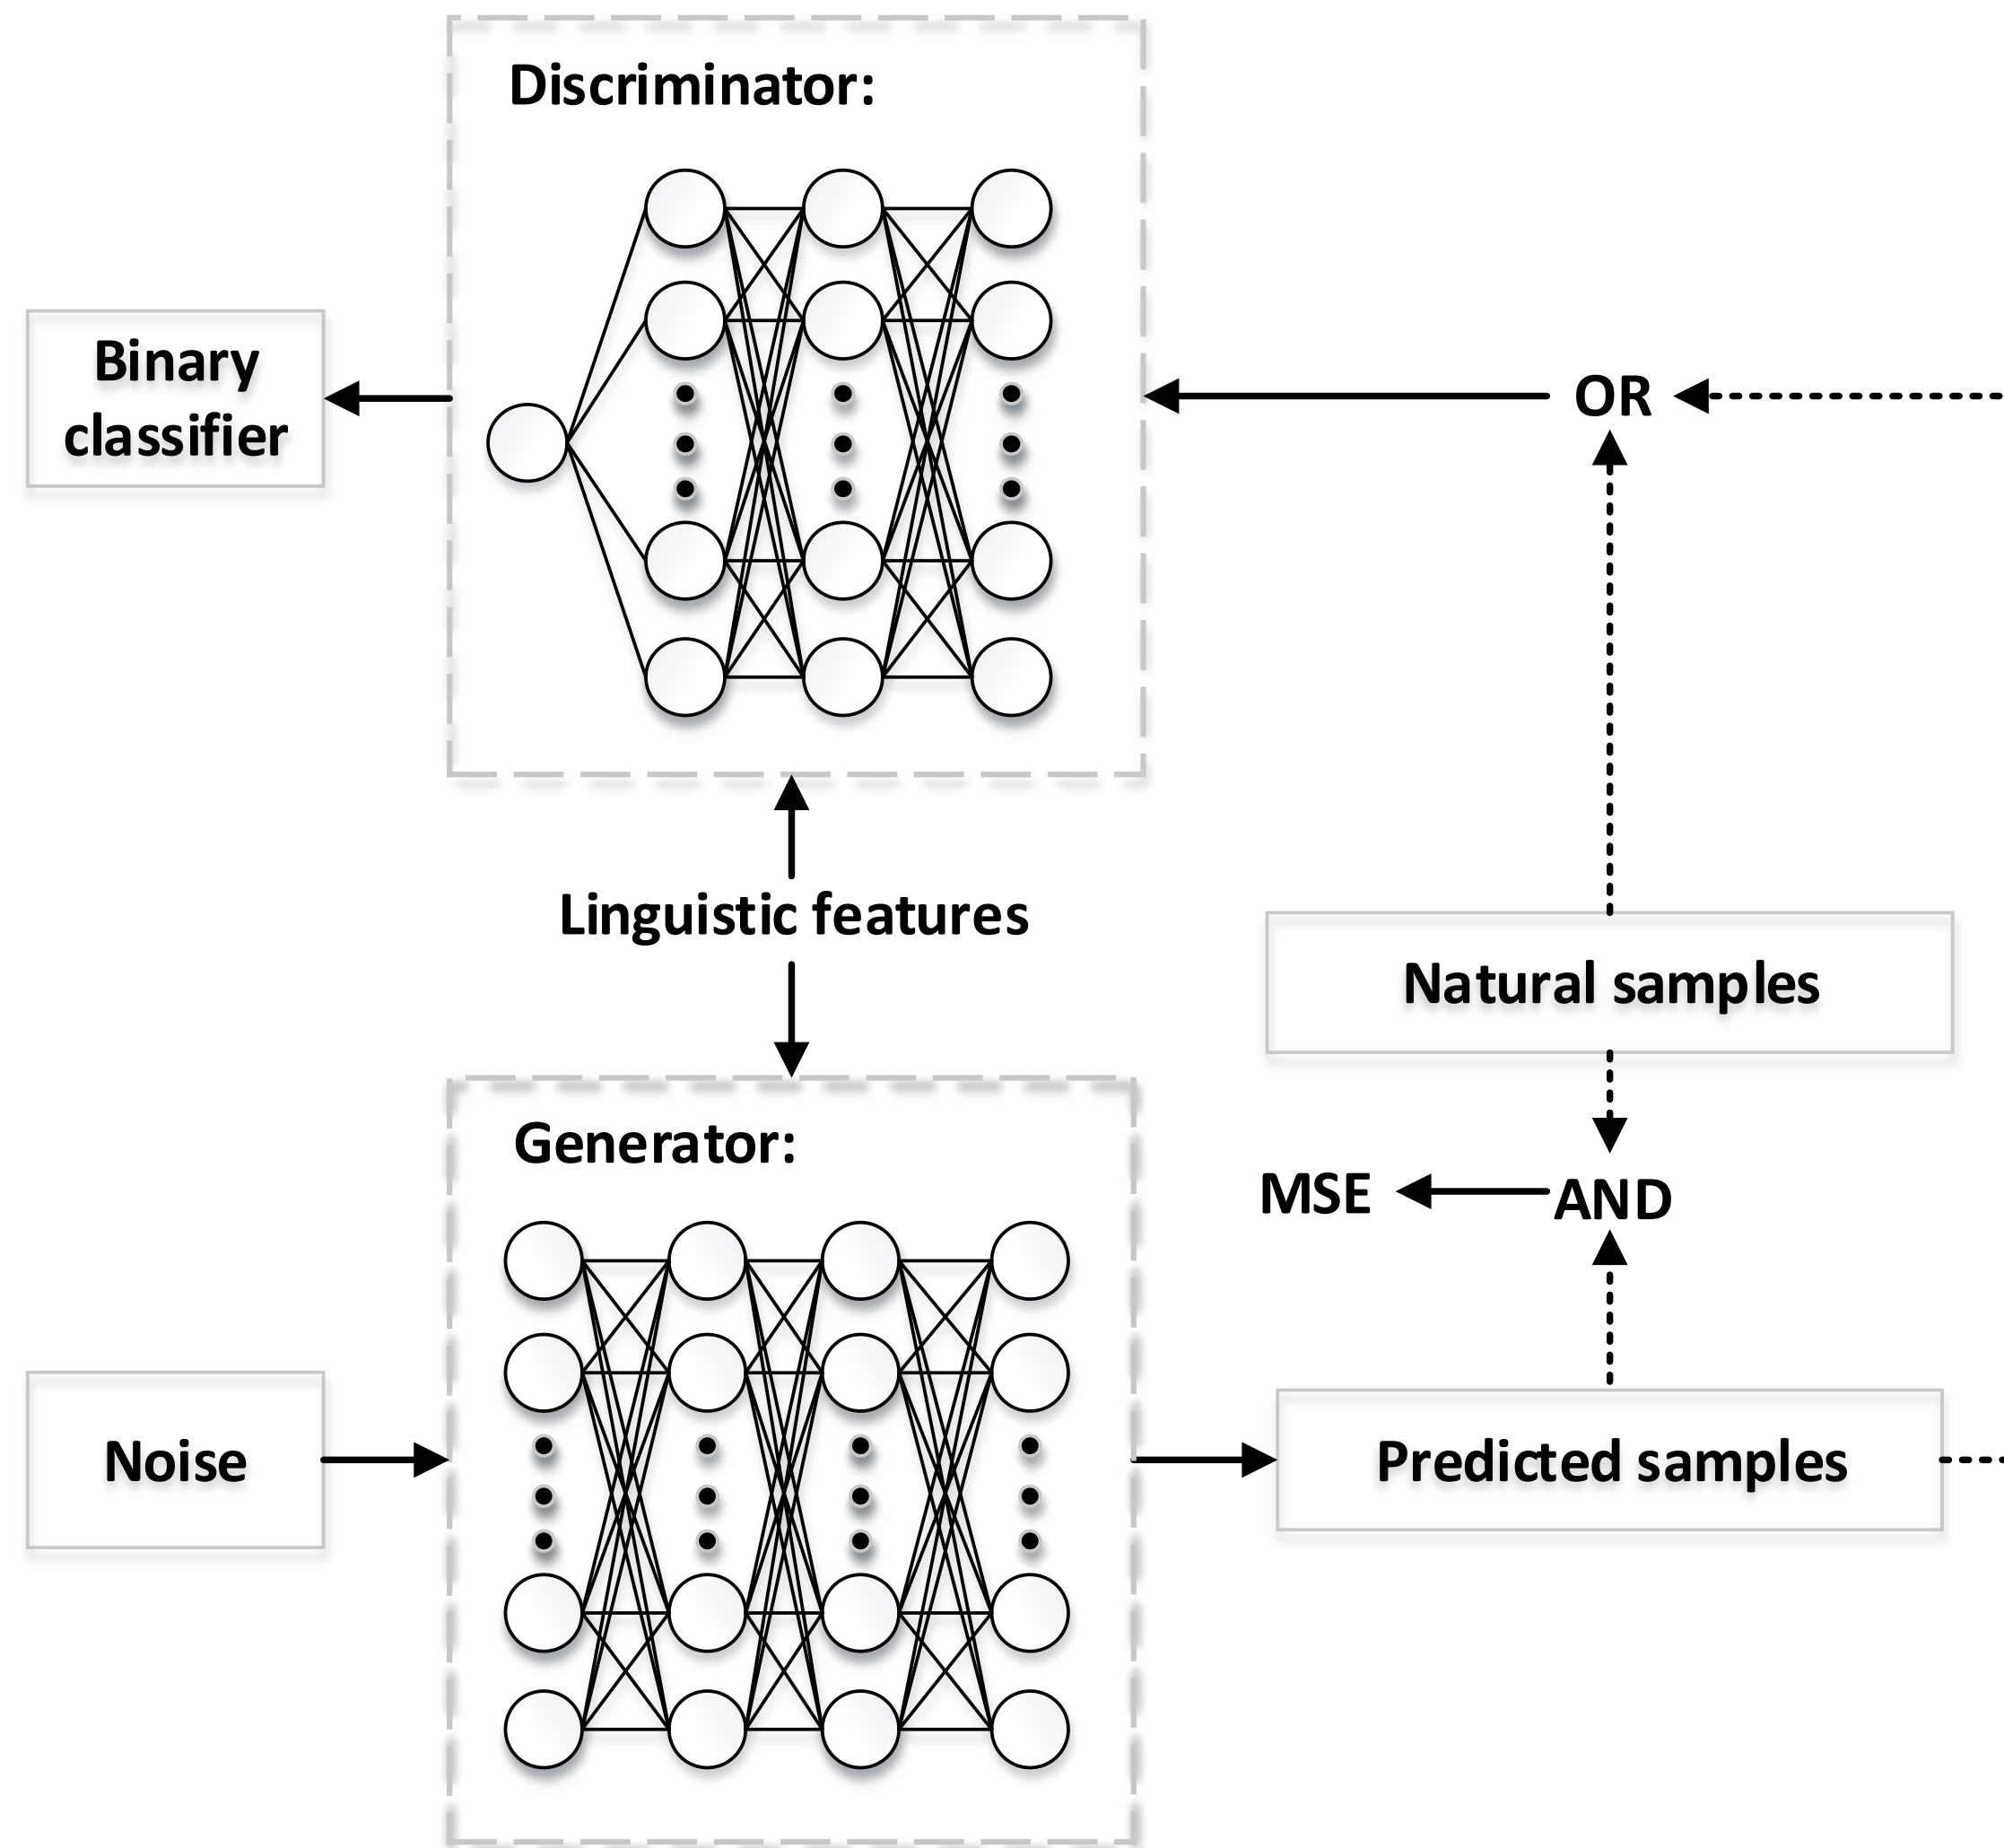 Discriminator:
Binary
classifier
OR
Linguistic features
Natural samples
Generator:
MSE
AND
Noise
Predicted samples